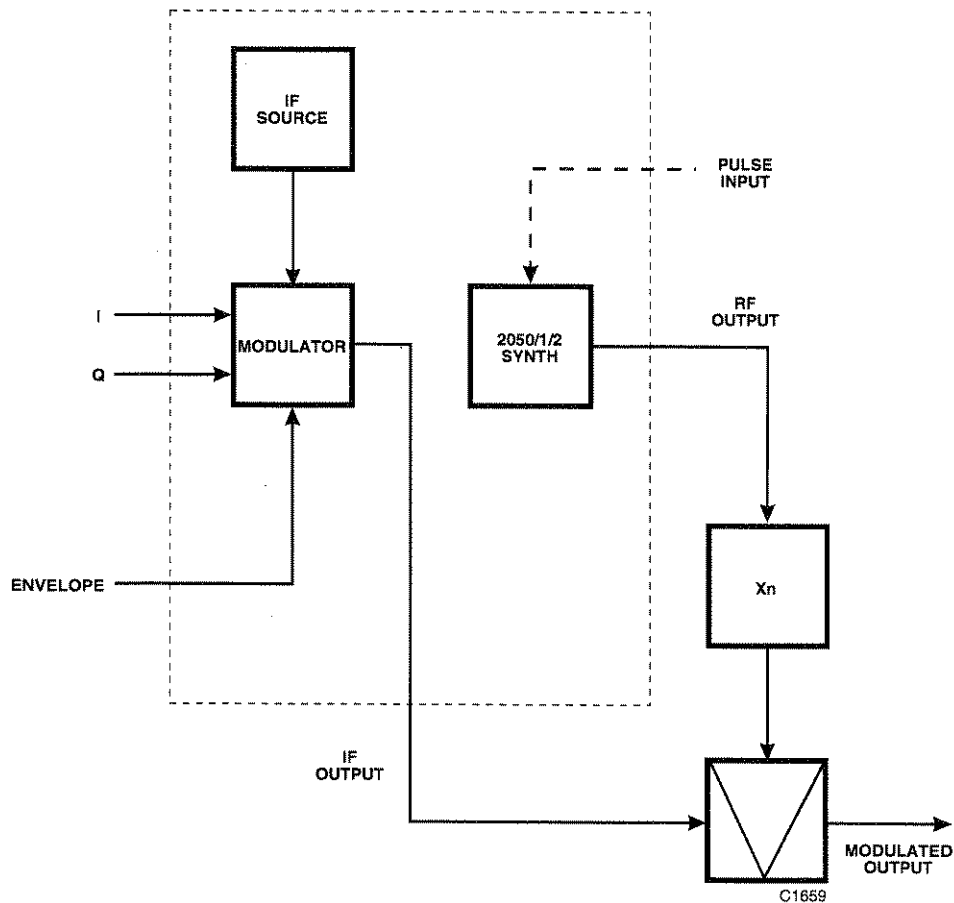 IF
SOURCE
PULSE
INPUT
I
Q
MODULATOR
2050/1/2
SYNTH
RF
OUTPUT
ENVELOPE
Xn
IF
OUTPUT
MODULATED
OUTPUT
C1659